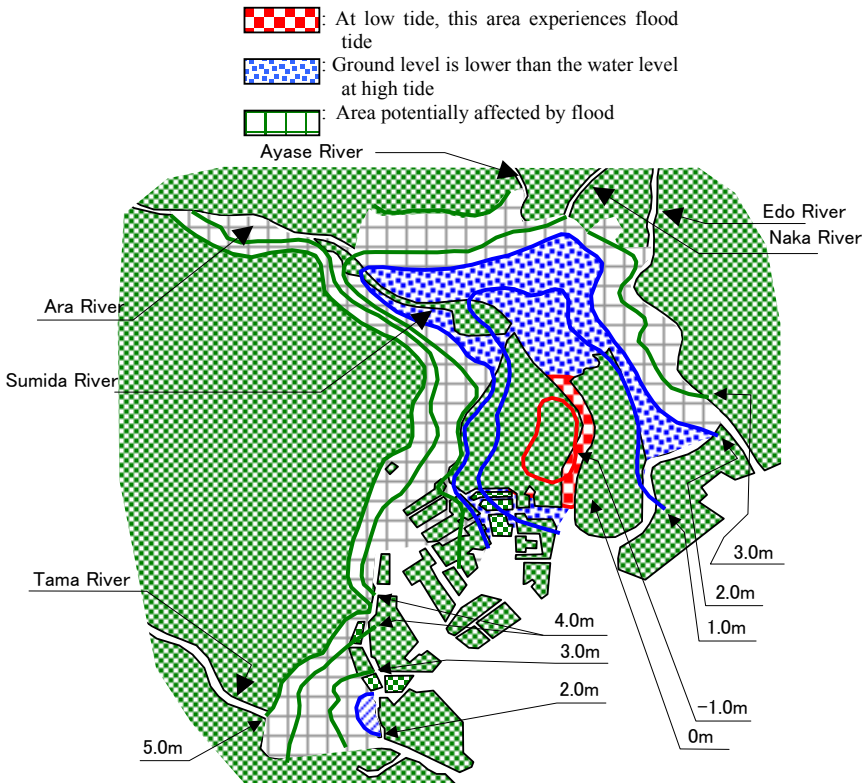 : At low tide, this area experiences flood
tide
: Ground level is lower than the water level
at high tide
: Area potentially affected by flood
Ayase River
Edo River
Naka River
Ara River
Sumida River
Tama River
3.0m
2.0m
1.0m
4.0m
3.0m
2.0m
-1.0m
0m
5.0m